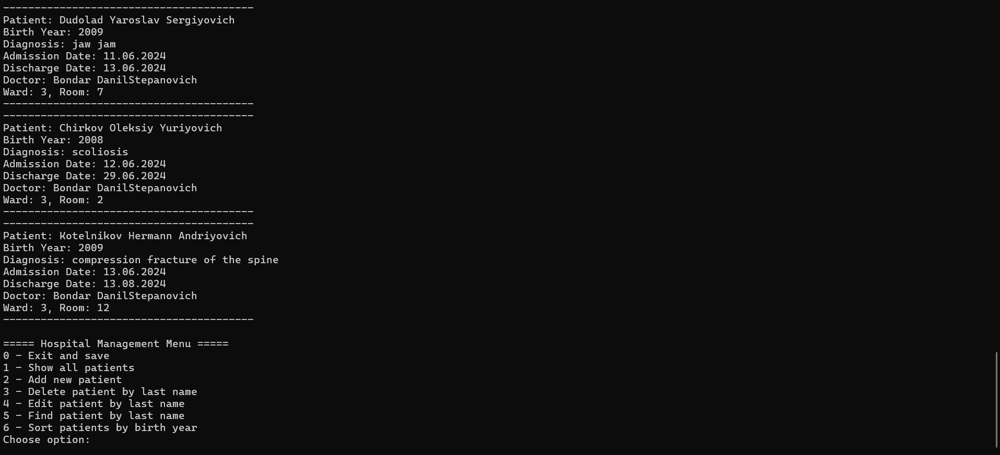 ----------------------------------------
Patient: Dudolad Yaroslav Sergiyovich
Birth Year: 2009
Diagnosis: jaw jam
Admission Date: 11.06.2024
Discharge Date: 13.06.2024
Doctor: Bondar DanilStepanovich
Ward: 3, Room: 7
----------------------------------------
----------------------------------------
Patient: Chirkov Oleksiy Yuriyovich
Birth Year: 2008
Diagnosis: scoliosis
Admission Date: 12.06.2024
Discharge Date: 29.06.2024
Doctor: Bondar DanilStepanovich
Ward: 3, Room: 2
----------------------------------------
----------------------------------------
Patient: Kotelnikov Hermann Andriyovich
Birth Year: 2009
Diagnosis: compression fracture of the spine
Admission Date: 13.06.2024
Discharge Date: 13.08.2024
Doctor: Bondar DanilStepanovich
Ward: 3, Room: 12
----------------------------------------

===== Hospital Management Menu =====
0 - Exit and save
1 - Show all patients
2 - Add new patient
3 - Delete patient by last name
4 - Edit patient by last name
5 - Find patient by last name
6 - Sort patients by birth year
Choose option: